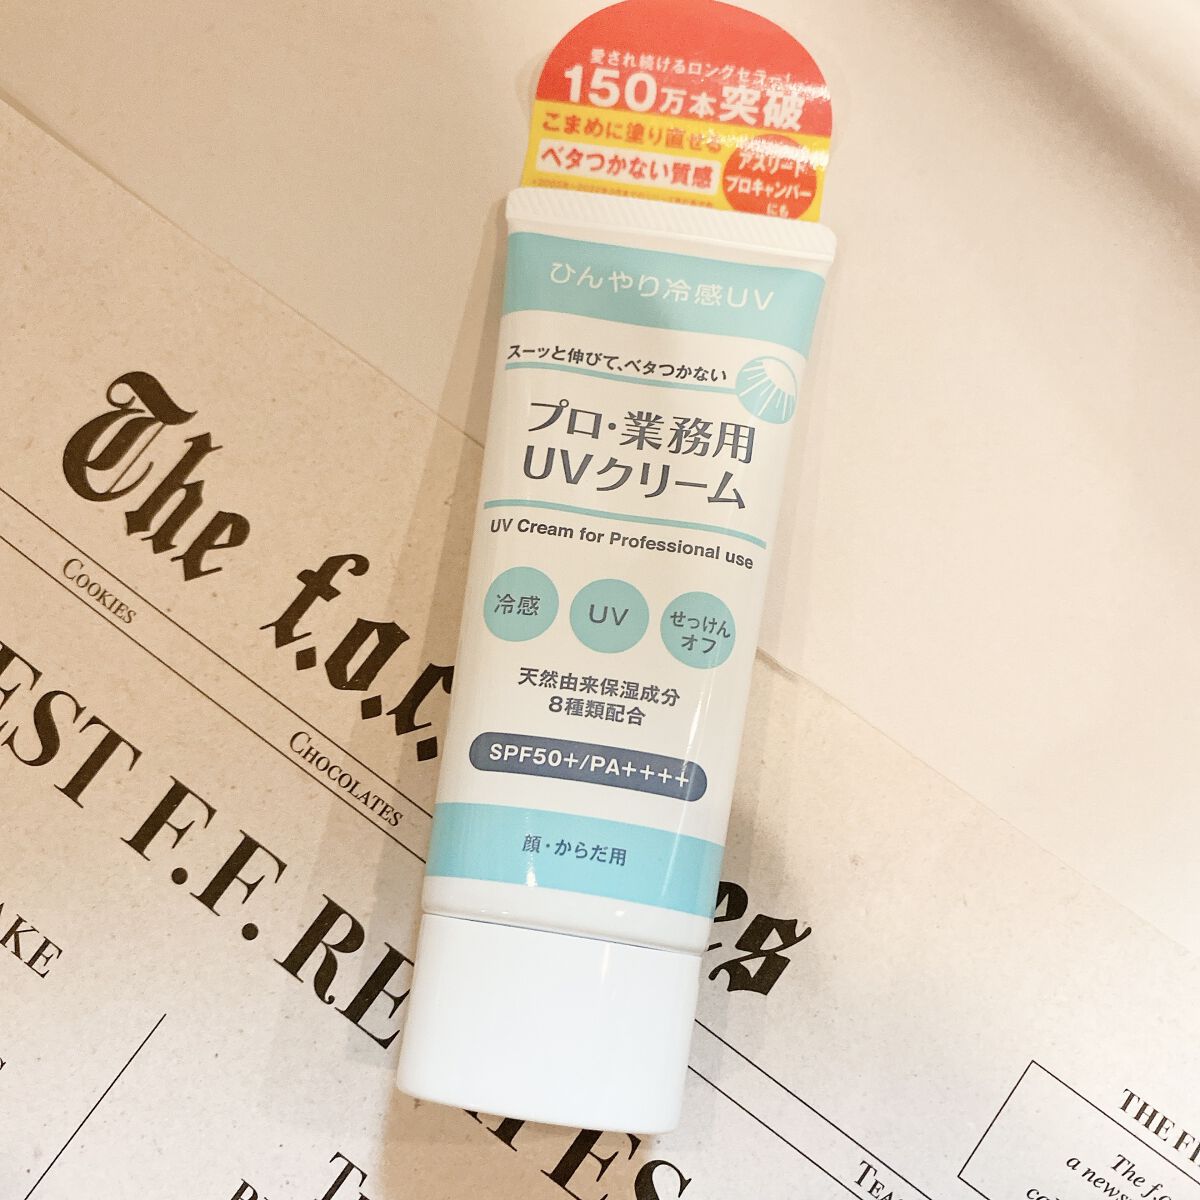 愛され続けるロングセラー!
150万本突破
こまめに塗り直せる
ベタつかない質感
アスリート
プロキャンパー
にも
ひんやり冷感UV
スーッと伸びて、ベタつかない
プロ・業務用
UVクリーム
UV Cream for Professional use
冷感
UV
せっけん
オフ
天然由来保湿成分
8種類配合
SPF50+/PA++++
顔・からだ用
The f.o.c.
es
COOKIES
CHOCOLATES
EST F.F. RE
TES
AKE
TEA
THE FI
The f.o
a news